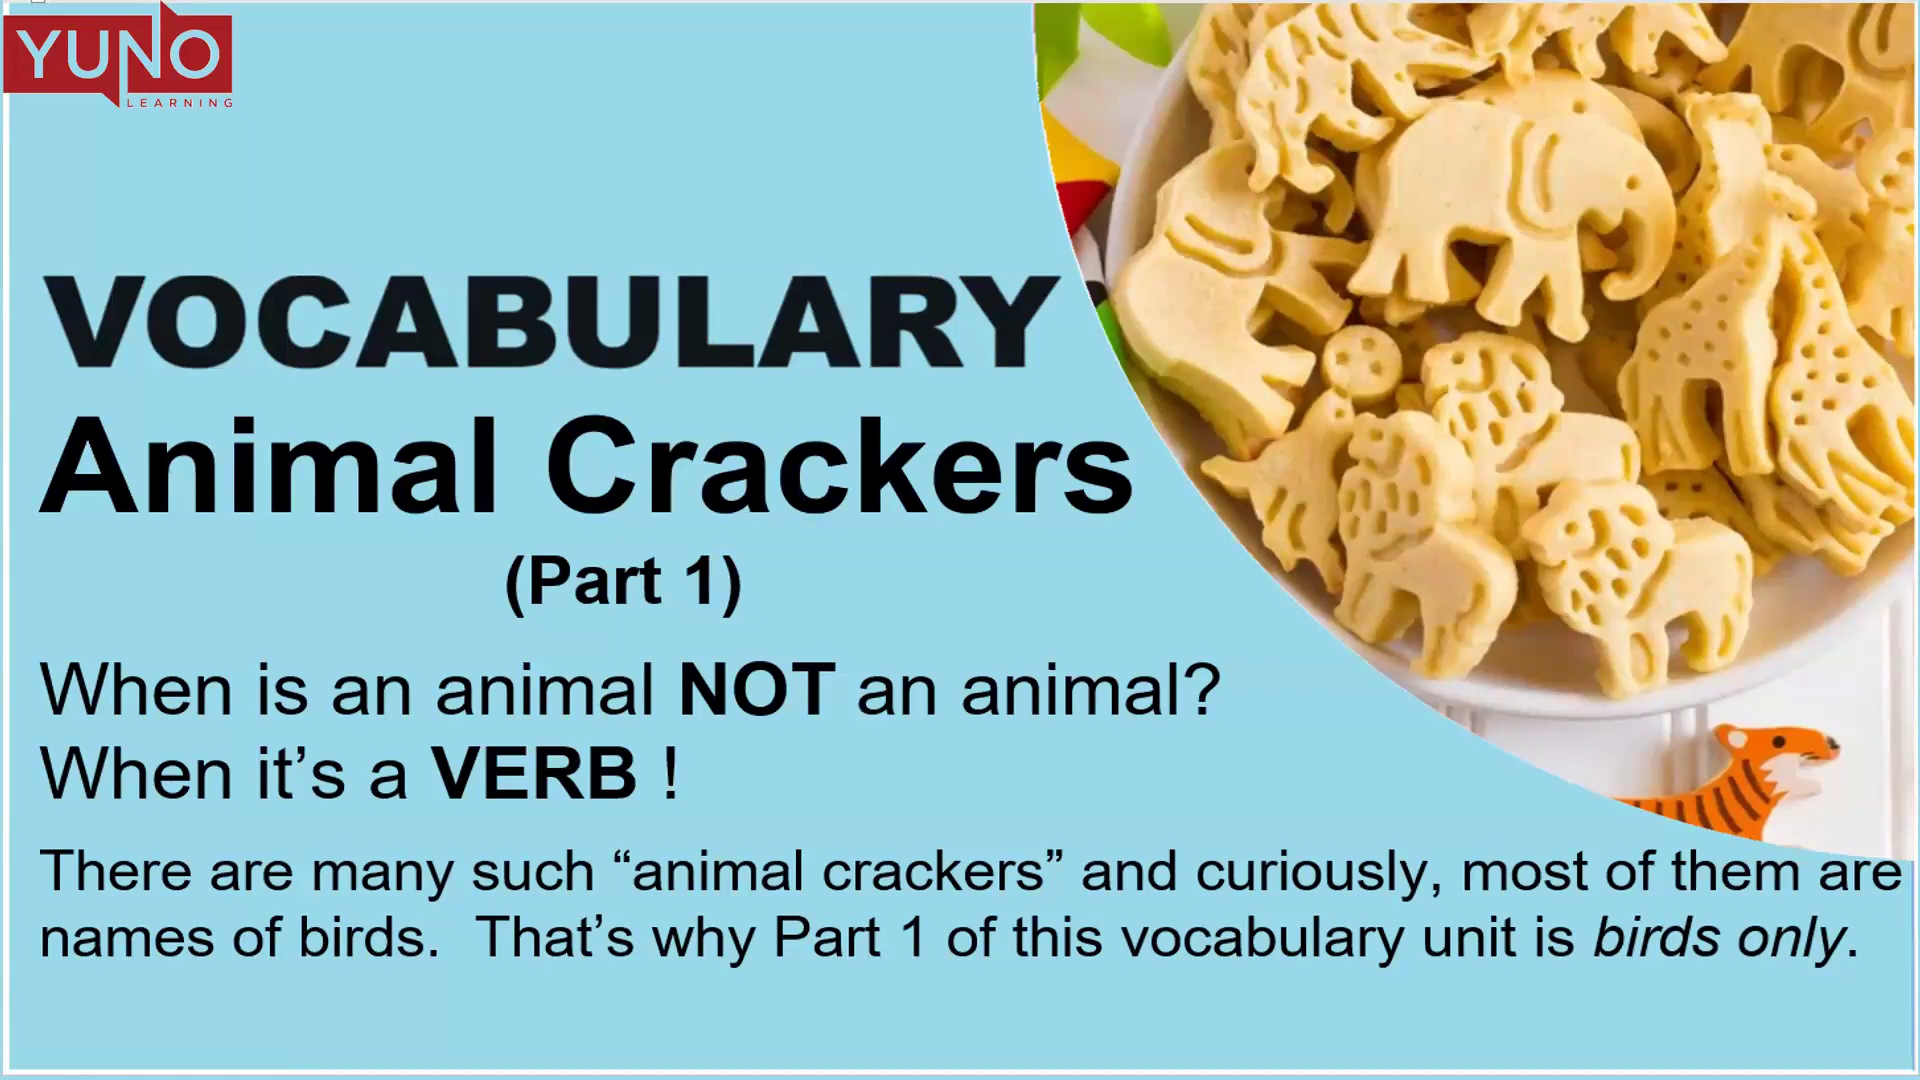 YUNO
LEARNING
VOCABULARY
Animal Crackers
(Part 1)
When is an animal NOT an animal?
When it’s a VERB !
There are many such “animal crackers” and curiously, most of them are
names of birds.  That’s why Part 1 of this vocabulary unit is birds only.